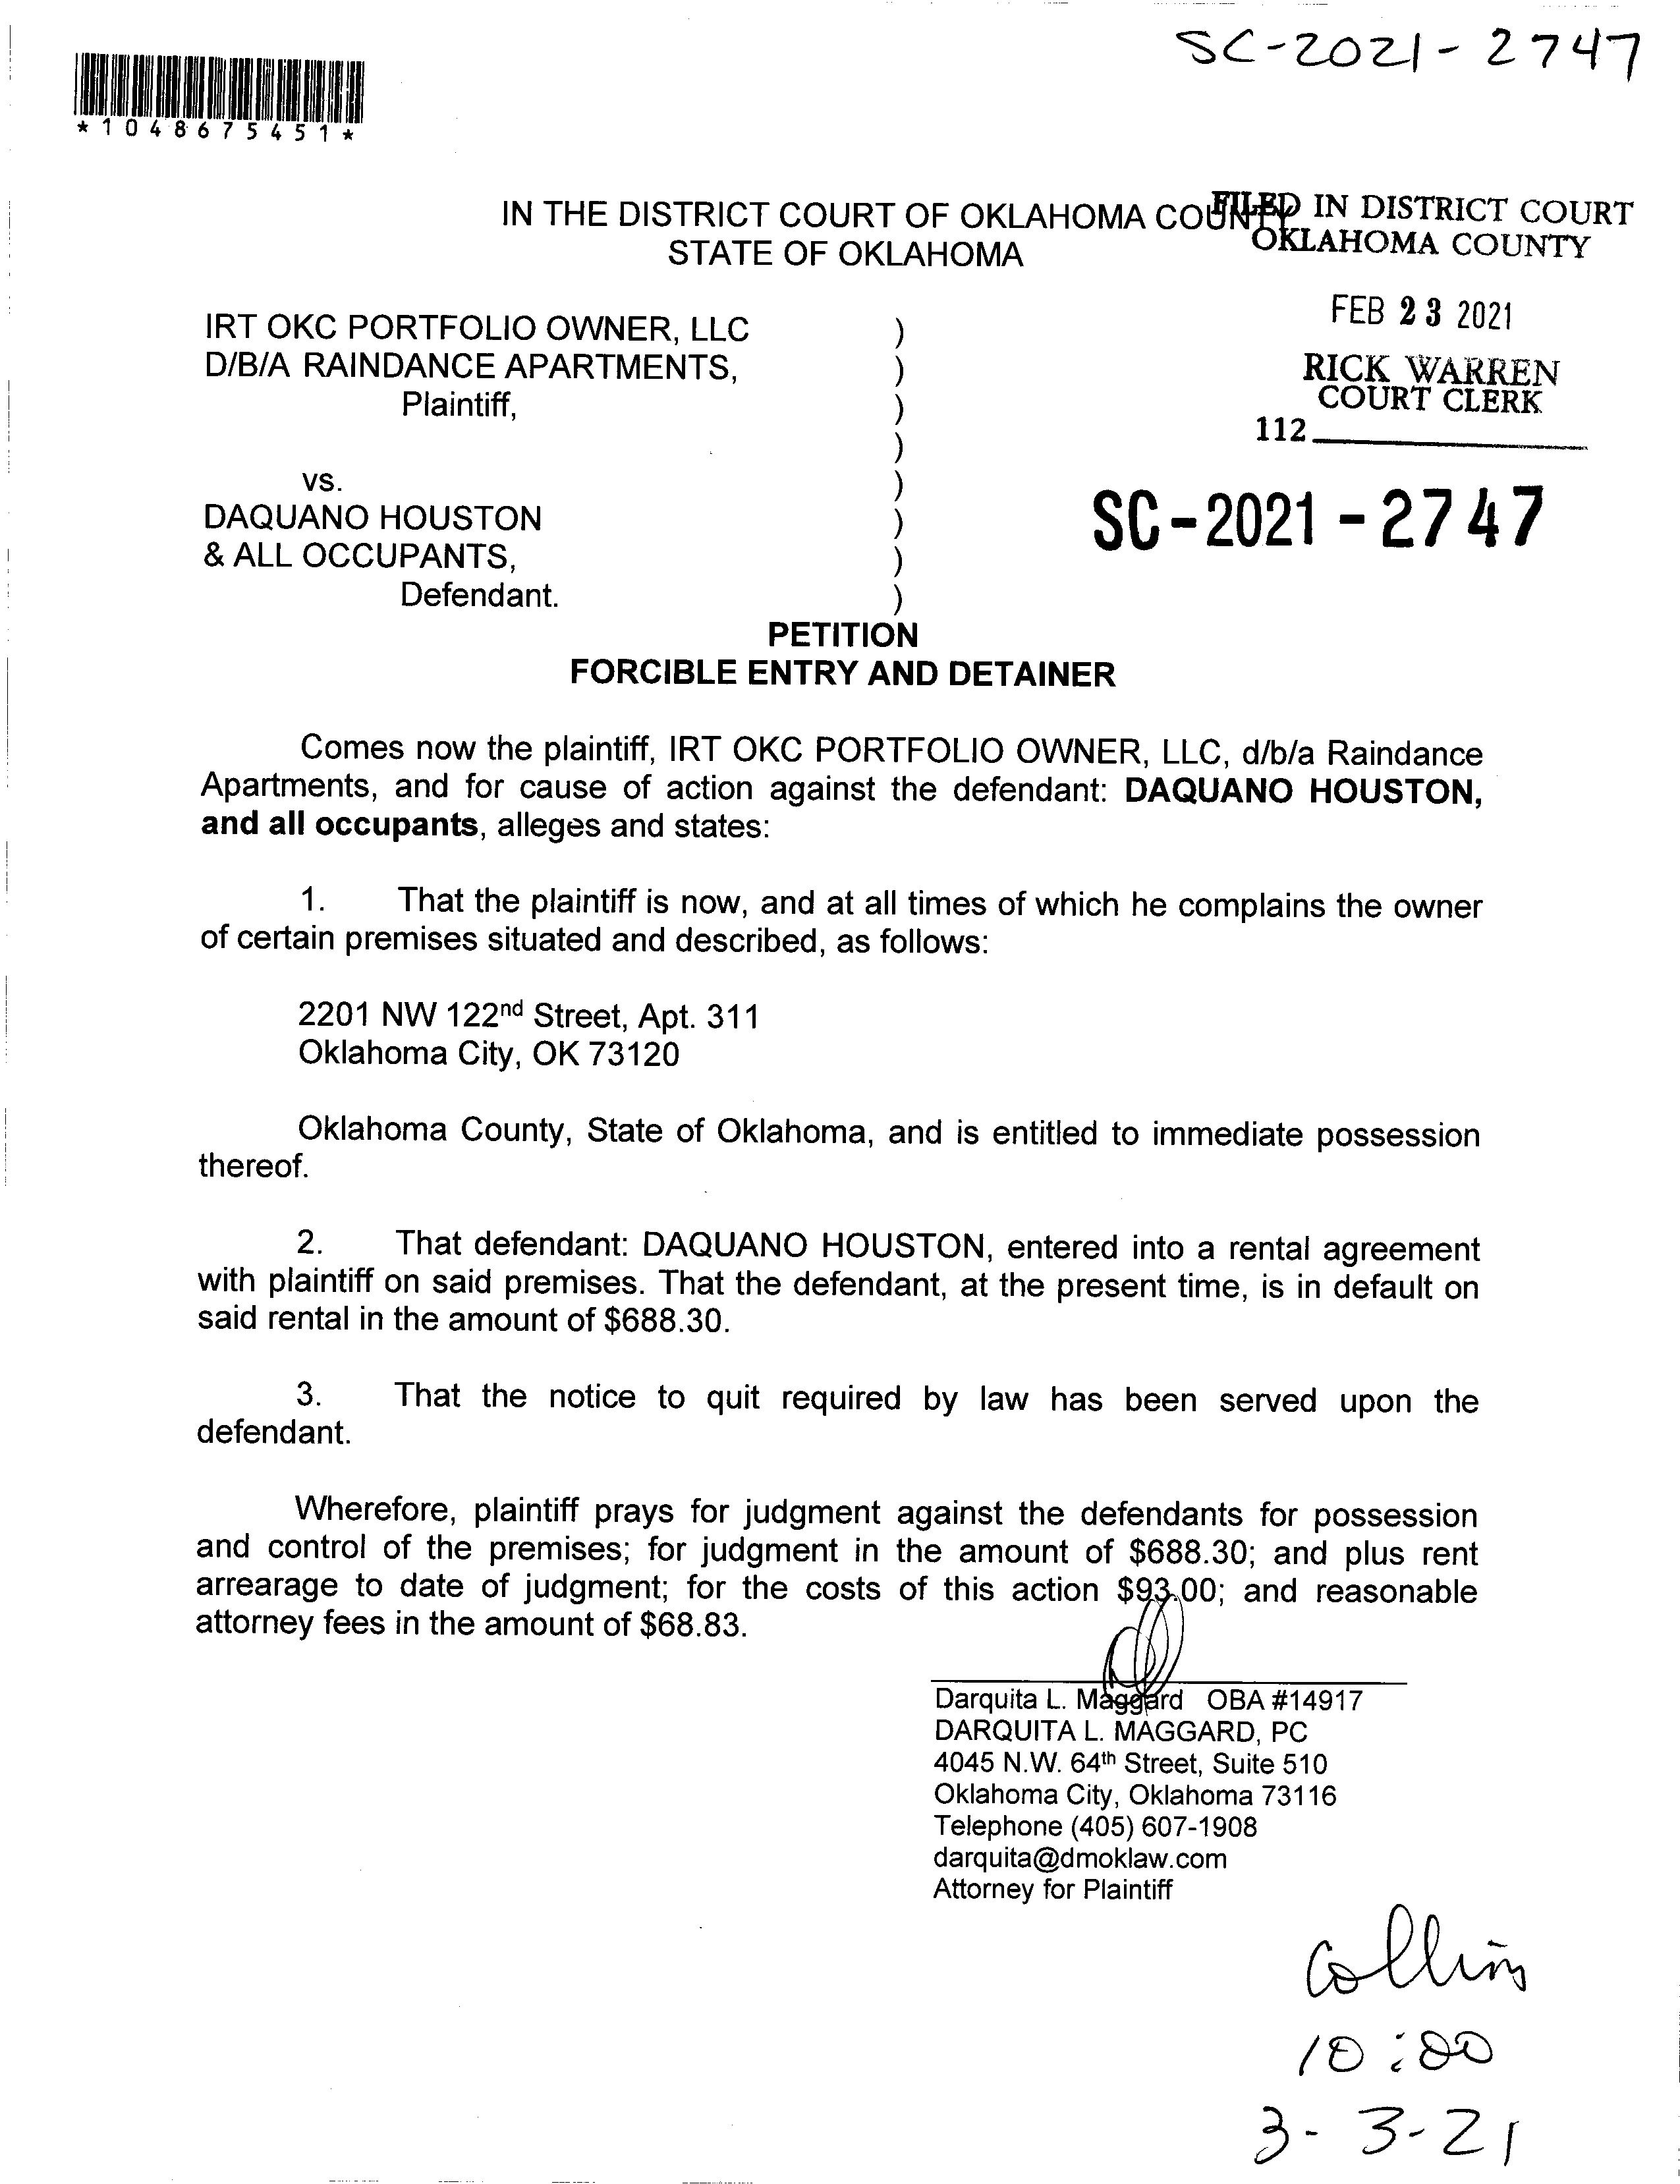 SC-2021-2747
*1048675451*
IN THE DISTRICT COURT OF OKLAHOMA COUNTY
STATE OF OKLAHOMA
FILED IN DISTRICT COURT
OKLAHOMA COUNTY
FEB 23 2021
RICK WARREN
COURT CLERK
112
IRT OKC PORTFOLIO OWNER, LLC )
D/B/A RAINDANCE APARTMENTS, )
Plaintiff, )
)
vs. )
DAQUANO HOUSTON )
& ALL OCCUPANTS, )
Defendant. )
SC-2021-2747
PETITION
FORCIBLE ENTRY AND DETAINER
Comes now the plaintiff, IRT OKC PORTFOLIO OWNER, LLC, d/b/a Raindance
Apartments, and for cause of action against the defendant: DAQUANO HOUSTON,
and all occupants, alleges and states:
1. That the plaintiff is now, and at all times of which he complains the owner
of certain premises situated and described, as follows:
2201 NW 122nd Street, Apt. 311
Oklahoma City, OK 73120
Oklahoma County, State of Oklahoma, and is entitled to immediate possession
thereof.
2. That defendant: DAQUANO HOUSTON, entered into a rental agreement
with plaintiff on said premises. That the defendant, at the present time, is in default on
said rental in the amount of $688.30.
3. That the notice to quit required by law has been served upon the
defendant.
Wherefore, plaintiff prays for judgment against the defendants for possession
and control of the premises; for judgment in the amount of $688.30; and plus rent
arrearage to date of judgment; for the costs of this action $93.00; and reasonable
attorney fees in the amount of $68.83.
Darquita L. Maggard OBA #14917
DARQUITA L. MAGGARD, PC
4045 N.W. 64th Street, Suite 510
Oklahoma City, Oklahoma 73116
Telephone (405) 607-1908
darquita@dmoklaw.com
Attorney for Plaintiff
Collins
10:00
3-3-21